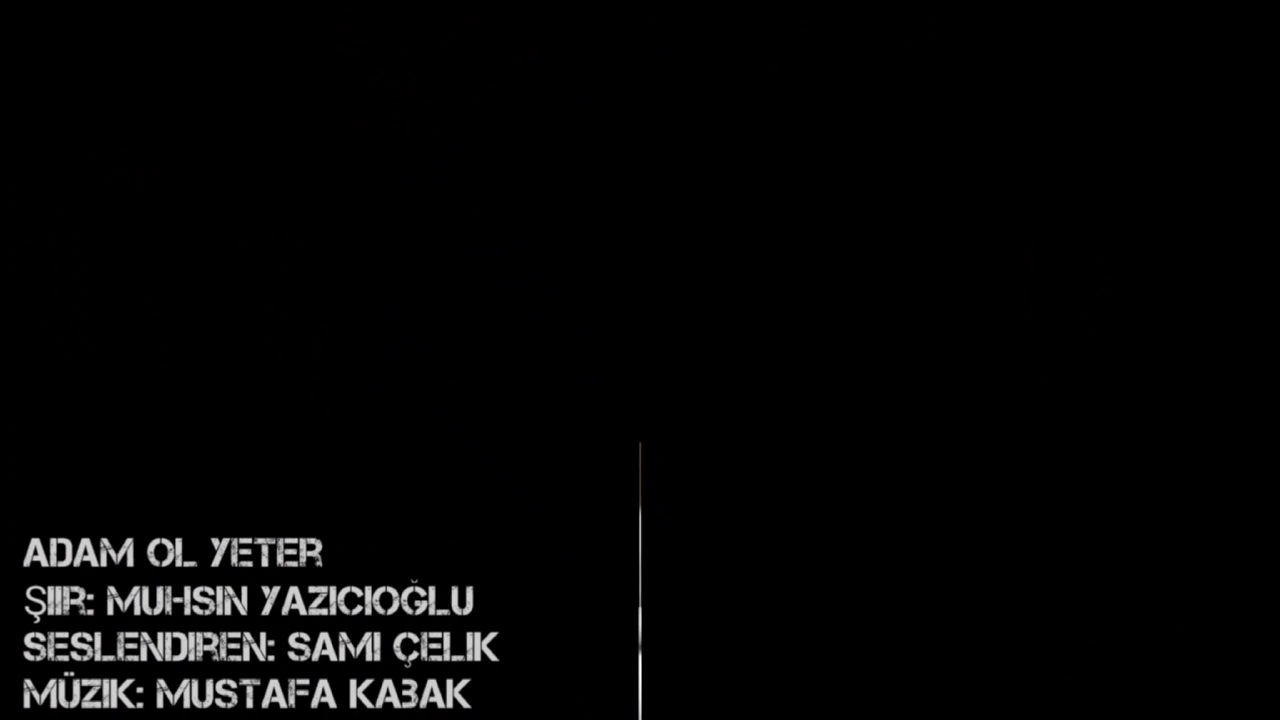 ADAM OL YETER
ŞIIR: MUHSIN YAZICIOĞLU
SESLENDIREN: SAMI ÇELIK
MÜZIK: MUSTAFA KABAK